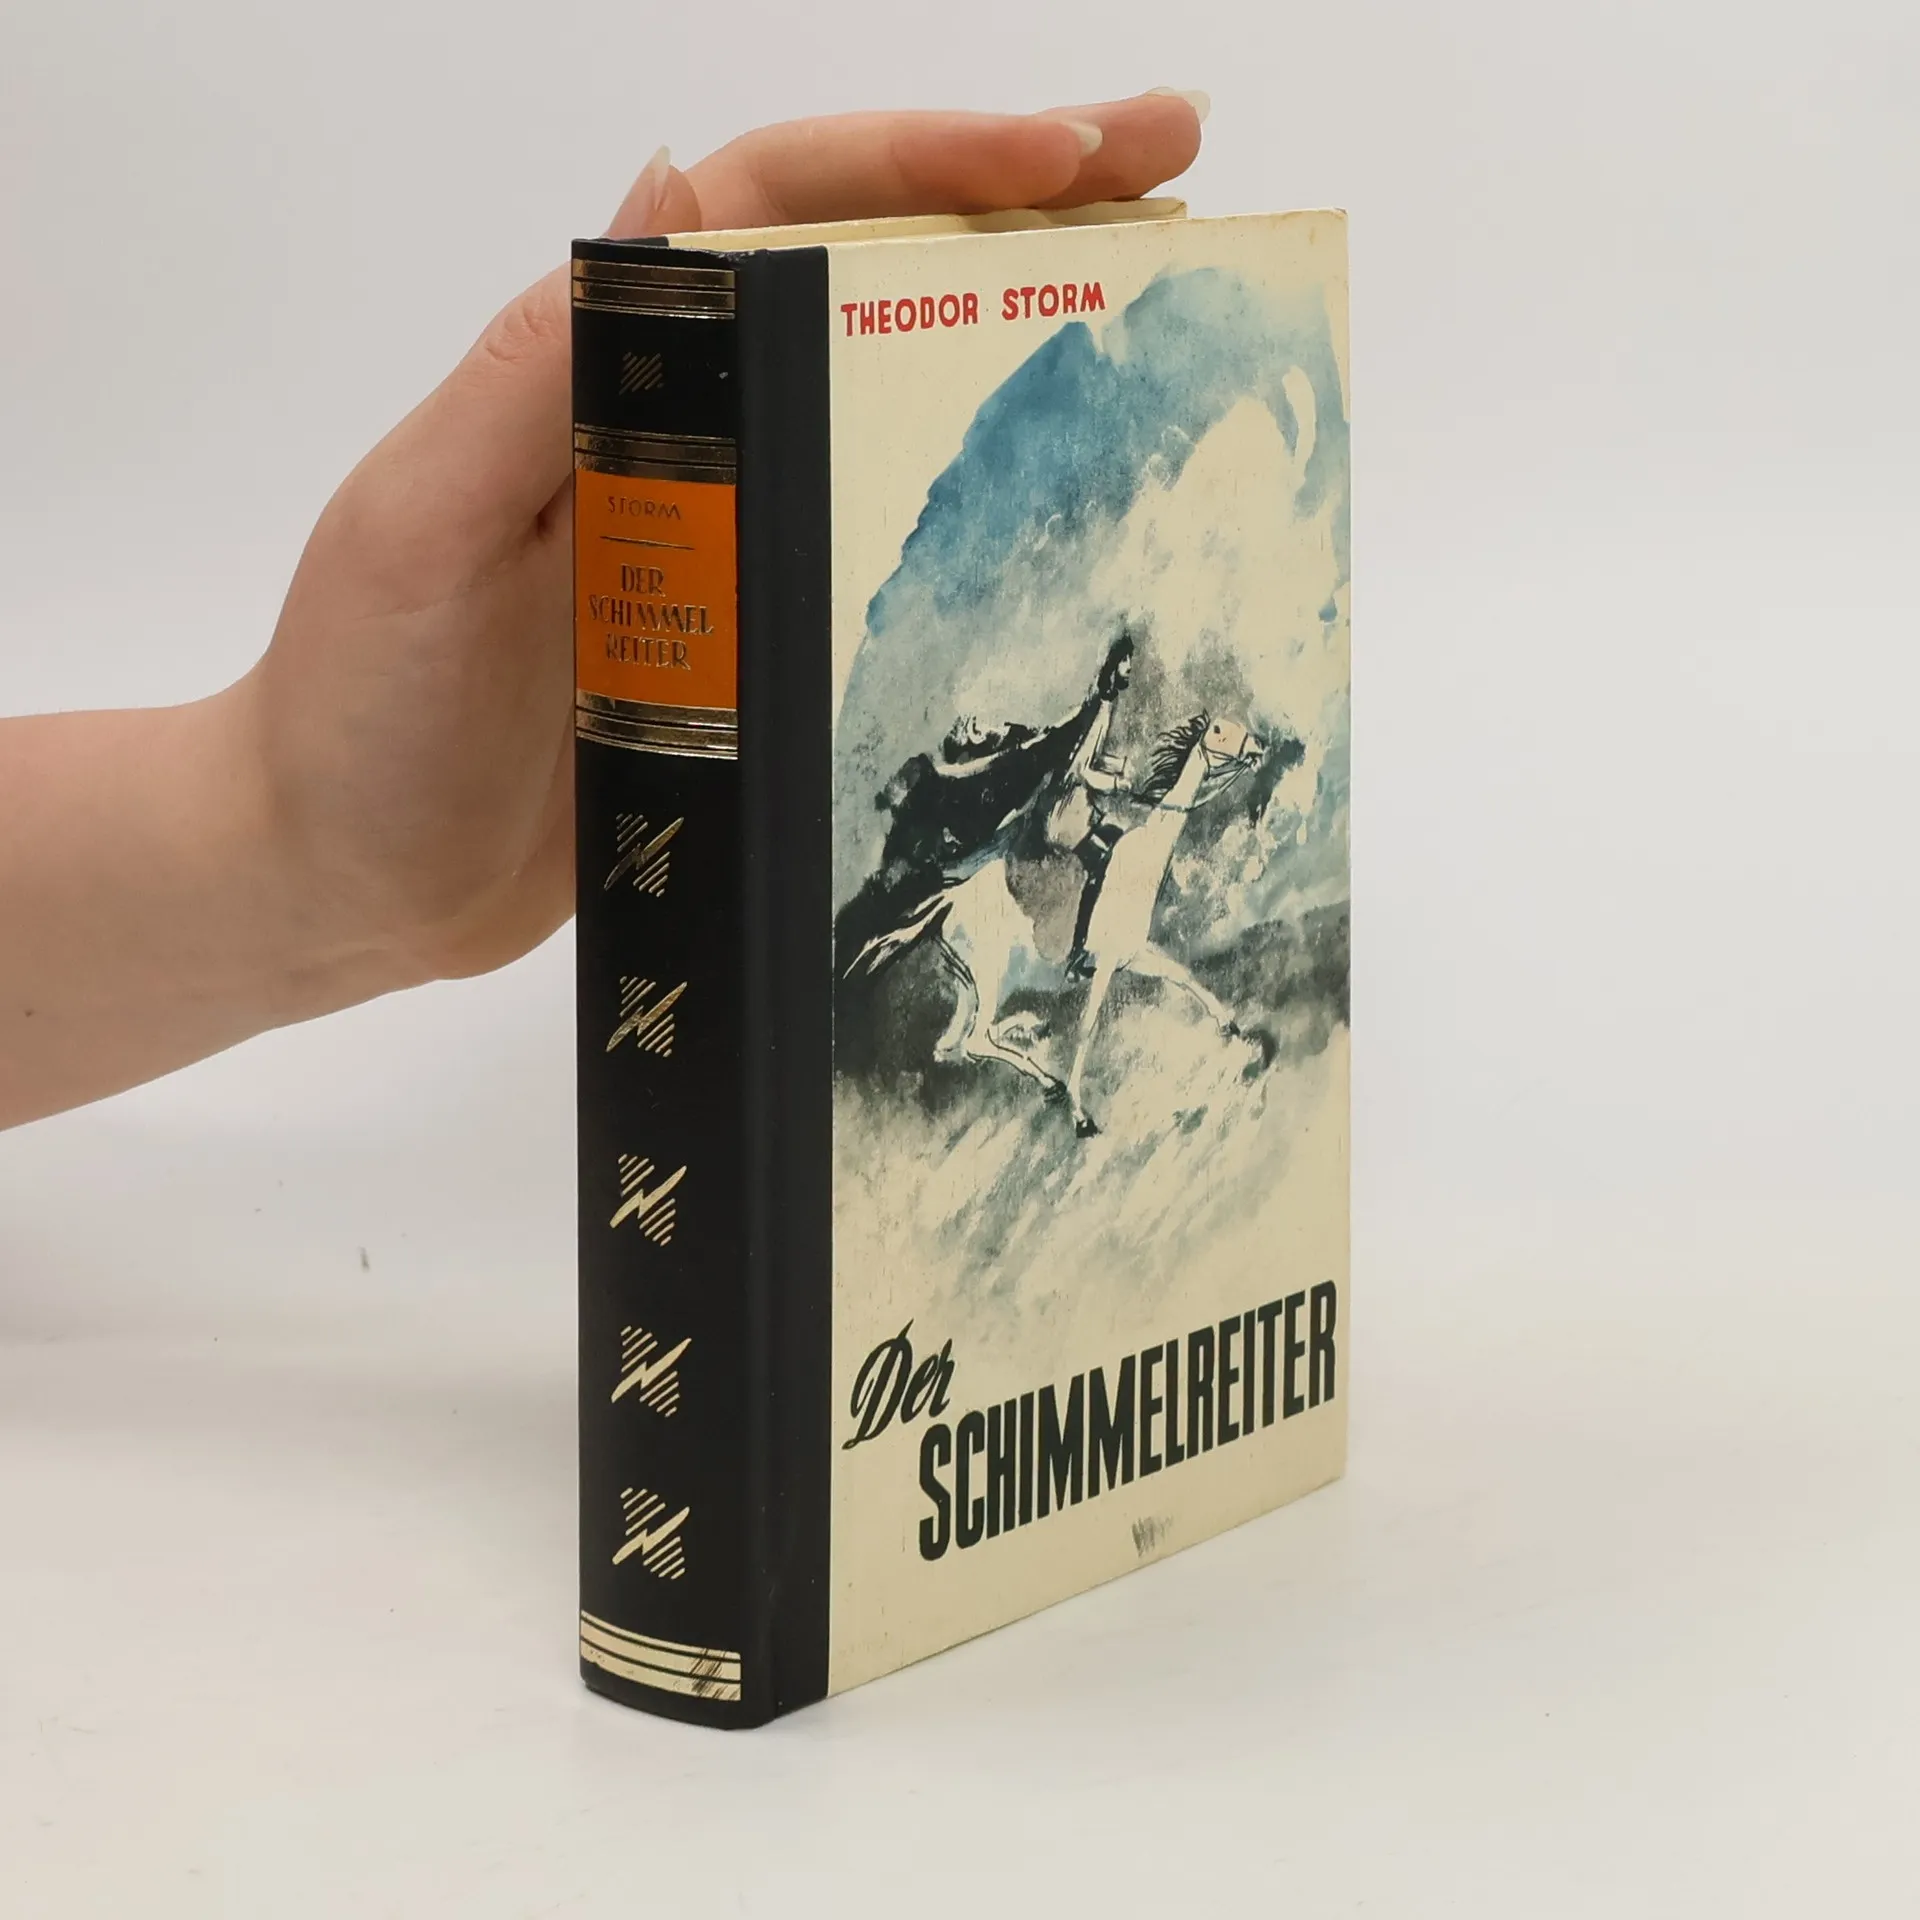 STORM
DER
SCHIMMEL
REITER
THEODOR STORM
Der
SCHIMMELREITER